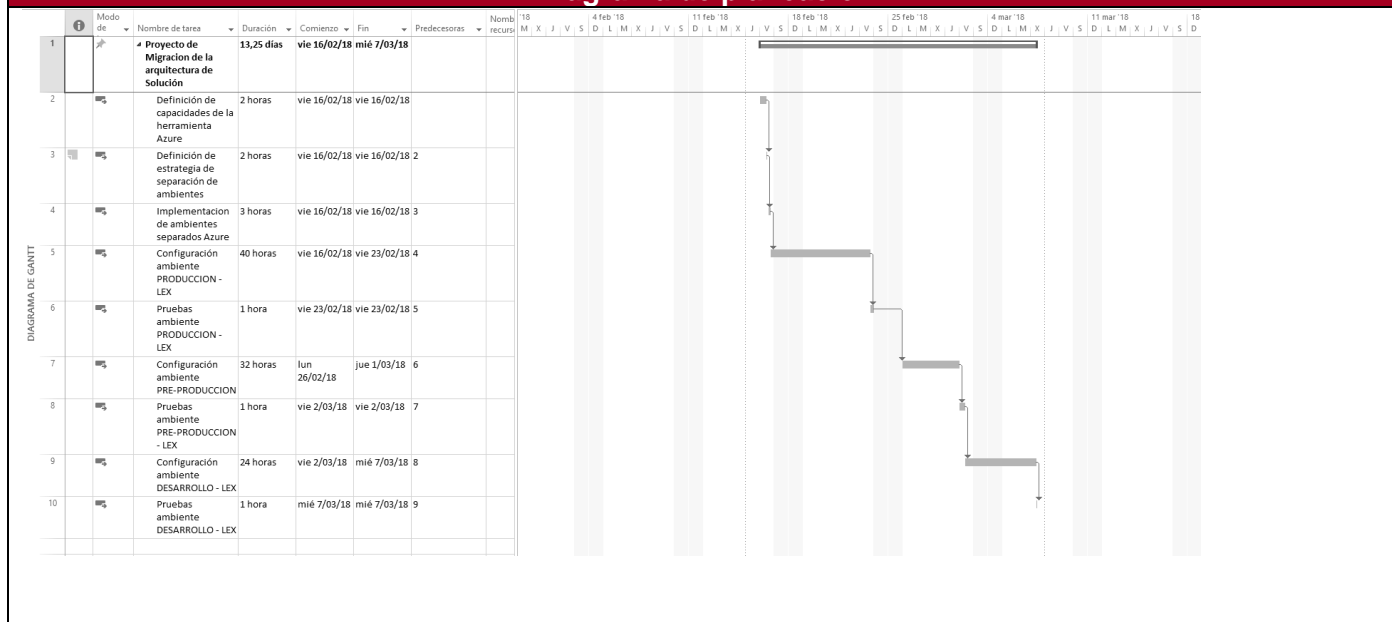 Modo
de Nombre de tarea Duración Comienzo Fin Predecesoras
Nomb
recurs
'18 4 feb '18 11 feb '18 18 feb '18 25 feb '18 4 mar '18 11 mar '18 18
M X J V S D L M X J V S D L M X J V S D L M X J V S D L M X J V S D L M X J V S D L M X J V S D
DIAGRAMA DE GANTT
1 Proyecto de 13,25 días vie 16/02/18 mié 7/03/18
Migracion de la
arquitectura de
Solución
2 Definición de 2 horas vie 16/02/18 vie 16/02/18
capacidades de la
herramienta
Azure
3 Definición de 2 horas vie 16/02/18 vie 16/02/18 2
estrategia de
separación de
ambientes
4 Implementacion 3 horas vie 16/02/18 vie 16/02/18 3
de ambientes
separados Azure
5 Configuración 40 horas vie 16/02/18 vie 23/02/18 4
ambiente
PRODUCCION -
LEX
6 Pruebas 1 hora vie 23/02/18 vie 23/02/18 5
ambiente
PRODUCCION -
LEX
7 Configuración 32 horas lun jue 1/03/18 6
ambiente 26/02/18
PRE-PRODUCCION
8 Pruebas 1 hora vie 2/03/18 vie 2/03/18 7
ambiente
PRE-PRODUCCION
- LEX
9 Configuración 24 horas vie 2/03/18 mié 7/03/18 8
ambiente
DESARROLLO - LEX
10 Pruebas 1 hora mié 7/03/18 mié 7/03/18 9
ambiente
DESARROLLO - LEX